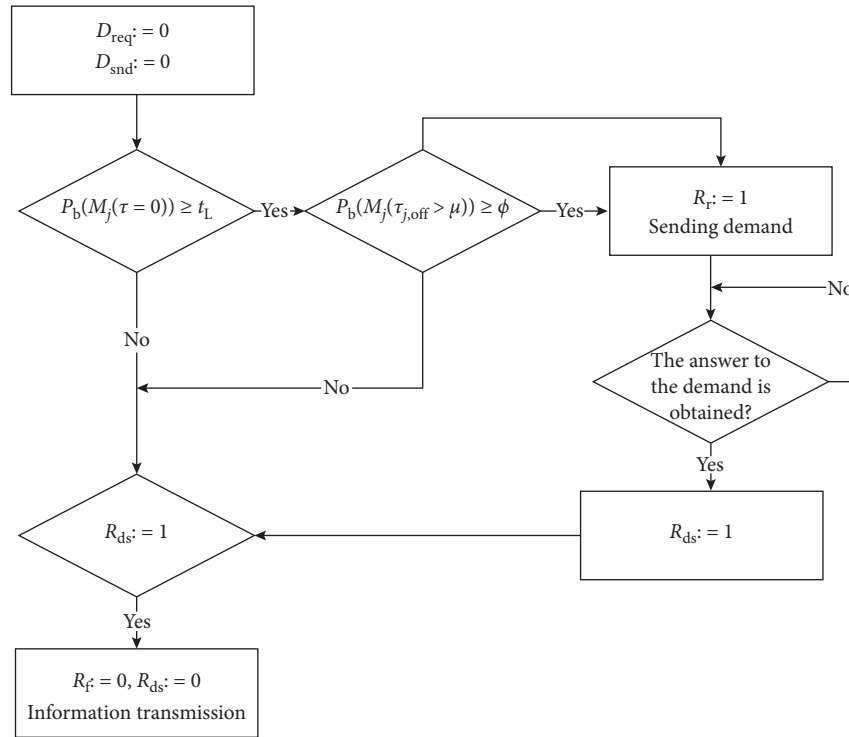 D_req: = 0
D_snd: = 0
P_b(M_j(τ = 0)) ≥ t_L
Yes
P_b(M_j(τ_j,off > μ)) ≥ ϕ
Yes
R_r: = 1
Sending demand
No
No
The answer to
the demand is
obtained?
No
Yes
R_ds: = 1
R_ds: = 1
Yes
R_f: = 0, R_ds: = 0
Information transmission